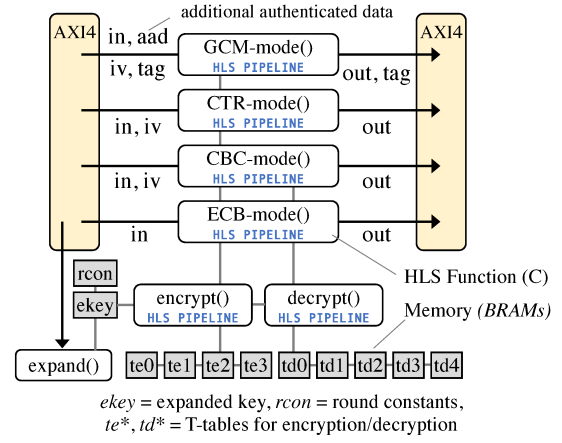 additional authenticated data
AXI4
in, aad
GCM-mode()
HLS PIPELINE
iv, tag
out, tag
AXI4
CTR-mode()
HLS PIPELINE
in, iv
out
CBC-mode()
HLS PIPELINE
in, iv
out
ECB-mode()
HLS PIPELINE
in
out
HLS Function (C)
rcon
ekey
encrypt()
HLS PIPELINE
decrypt()
HLS PIPELINE
Memory (BRAMs)
expand()
te0 te1 te2 te3 td0 td1 td2 td3 td4
ekey = expanded key, rcon = round constants,
te*, td* = T-tables for encryption/decryption